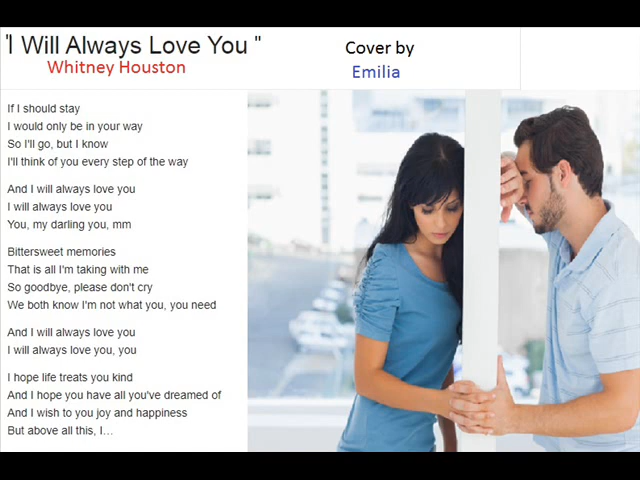 "I Will Always Love You "
Whitney Houston
Cover by
Emilia
If I should stay
I would only be in your way
So I'll go, but I know
I'll think of you every step of the way
And I will always love you
I will always love you
You, my darling you, mm
Bittersweet memories
That is all I'm taking with me
So goodbye, please don't cry
We both know I'm not what you, you need
And I will always love you
I will always love you, you
I hope life treats you kind
And I hope you have all you've dreamed of
And I wish to you joy and happiness
But above all this, I…